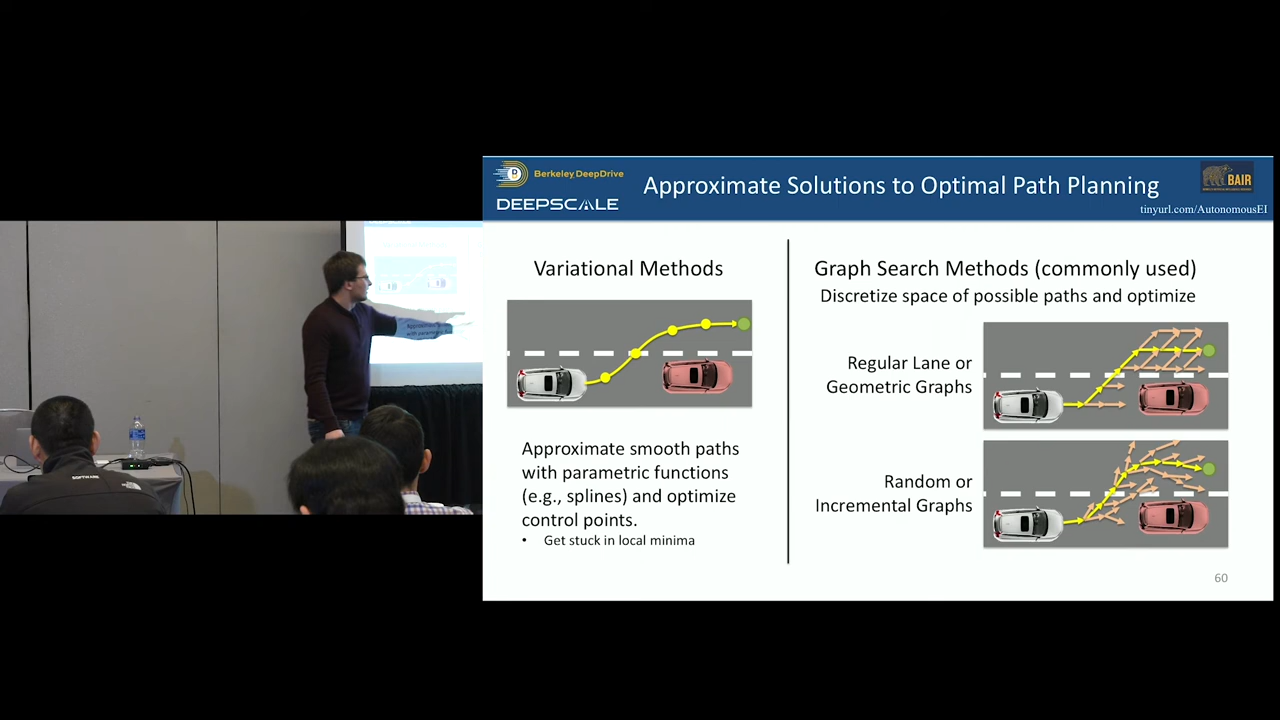 Berkeley DeepDrive
DEEPSCALE
Approximate Solutions to Optimal Path Planning
BAIR
tinyurl.com/AutonomousEI
Variational Methods
Approximate smooth paths
with parametric functions
(e.g., splines) and optimize
control points.
• Get stuck in local minima
Graph Search Methods (commonly used)
Discretize space of possible paths and optimize
Regular Lane or
Geometric Graphs
Random or
Incremental Graphs
60
SOFTWARE